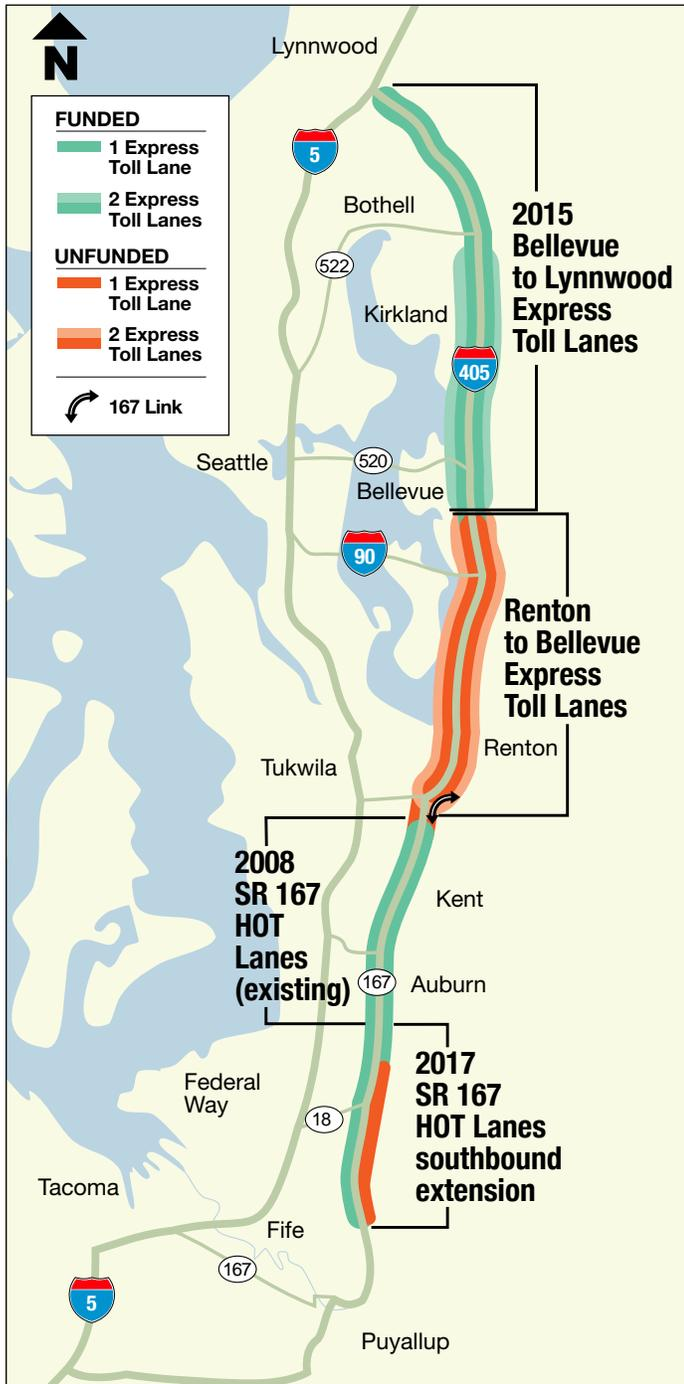 N
Lynnwood
FUNDED
1 Express
Toll Lane
2 Express
Toll Lanes
UNFUNDED
1 Express
Toll Lane
2 Express
Toll Lanes
167 Link
5
Bothell
522
Kirkland
2015
Bellevue
to Lynnwood
Express
Toll Lanes
405
Seattle
520
Bellevue
90
Renton
to Bellevue
Express
Toll Lanes
Renton
Tukwila
2008
SR 167
HOT
Lanes
(existing)
Kent
167
Auburn
2017
SR 167
HOT Lanes
southbound
extension
Federal
Way
18
Tacoma
Fife
167
5
Puyallup